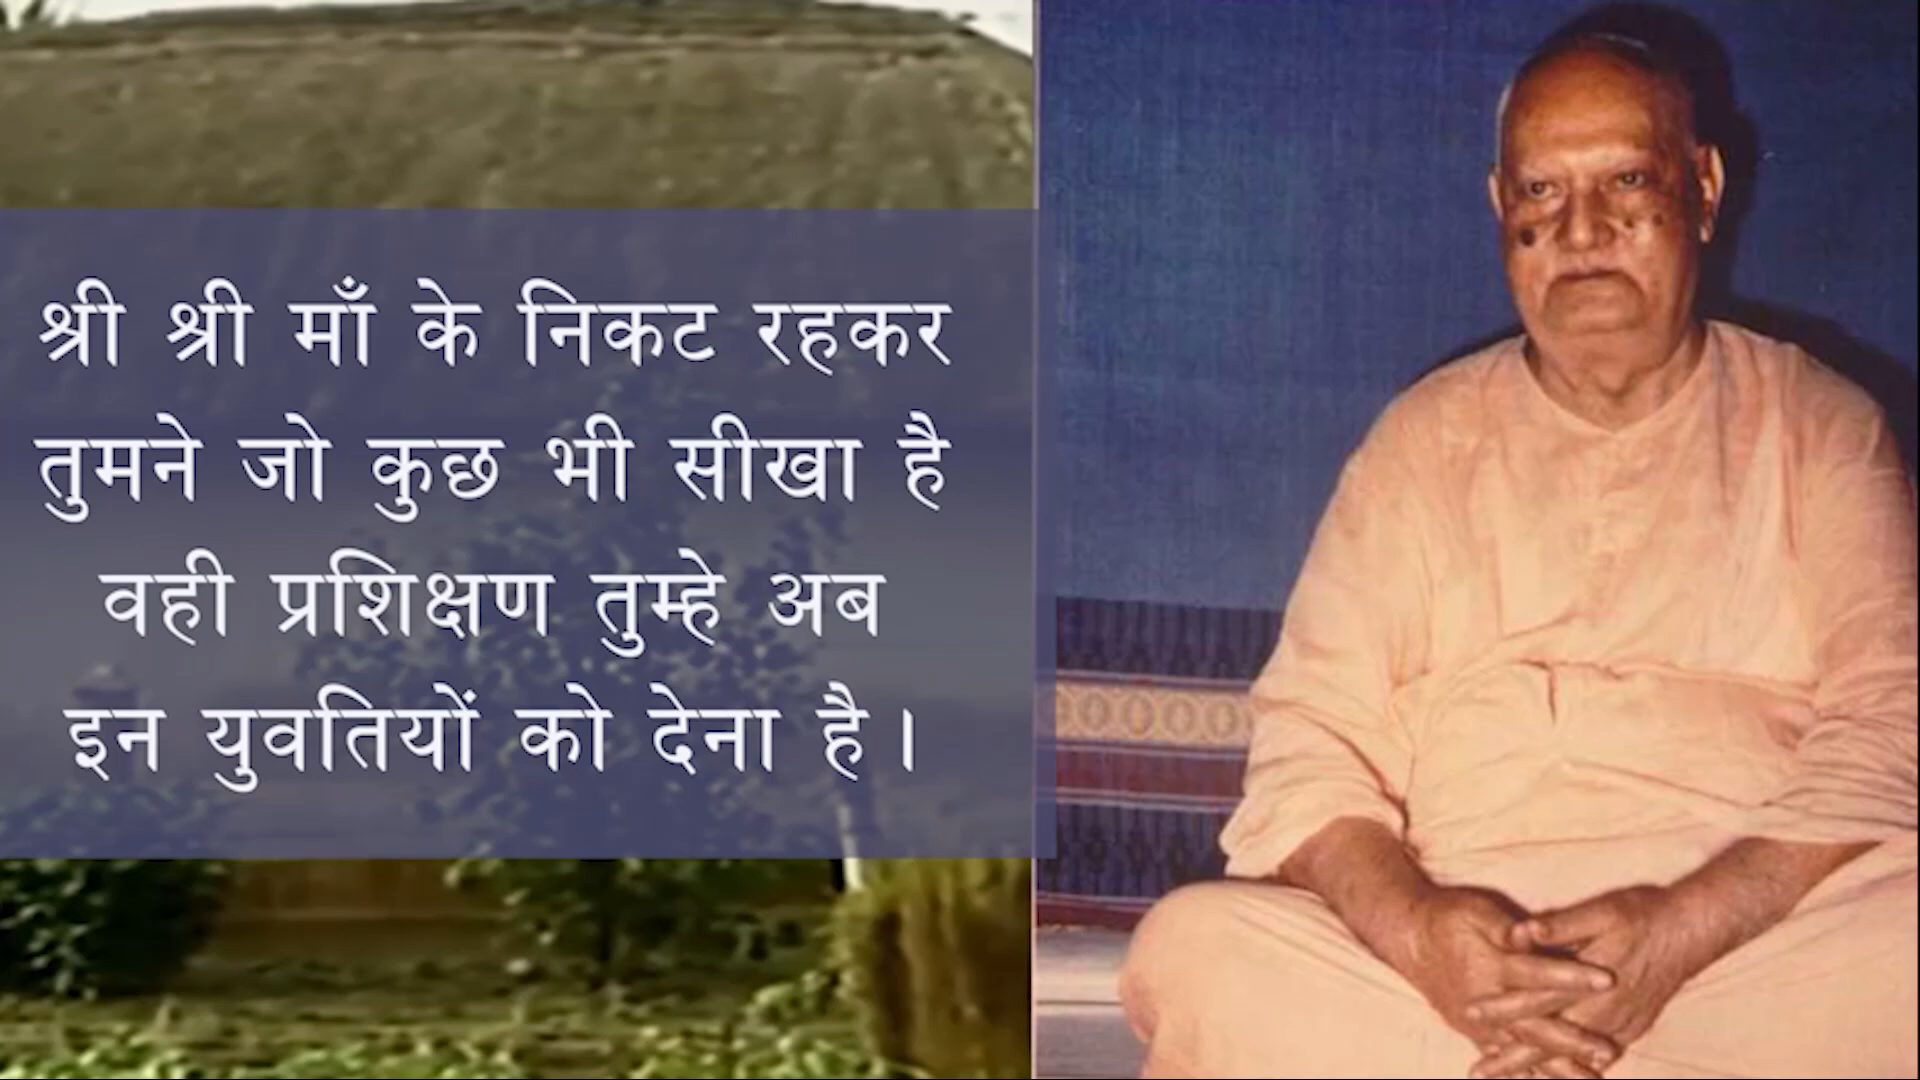 श्री श्री माँ के निकट रहकर
तुमने जो कुछ भी सीखा है
वही प्रशिक्षण तुम्हे अब
इन युवतियों को देना है।